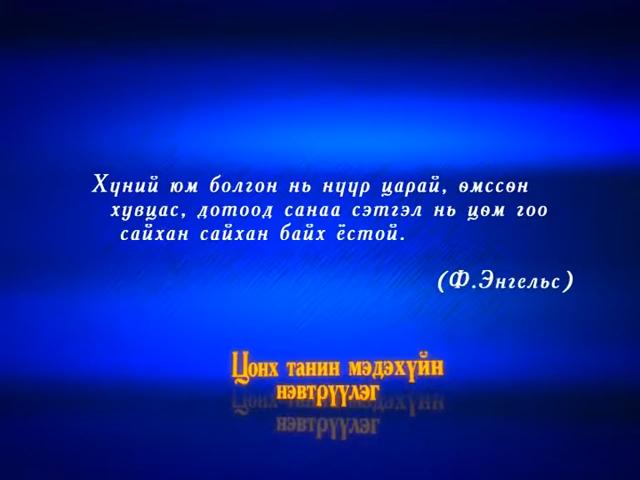 Хүний юм болгон нь нүүр царай, өмссөн
хувцас, дотоод санаа сэтгэл нь цөм гоо
сайхан сайхан байх ёстой.
(Ф.Энгельс)
Цонх танин мэдэхүйн
нэвтрүүлэг